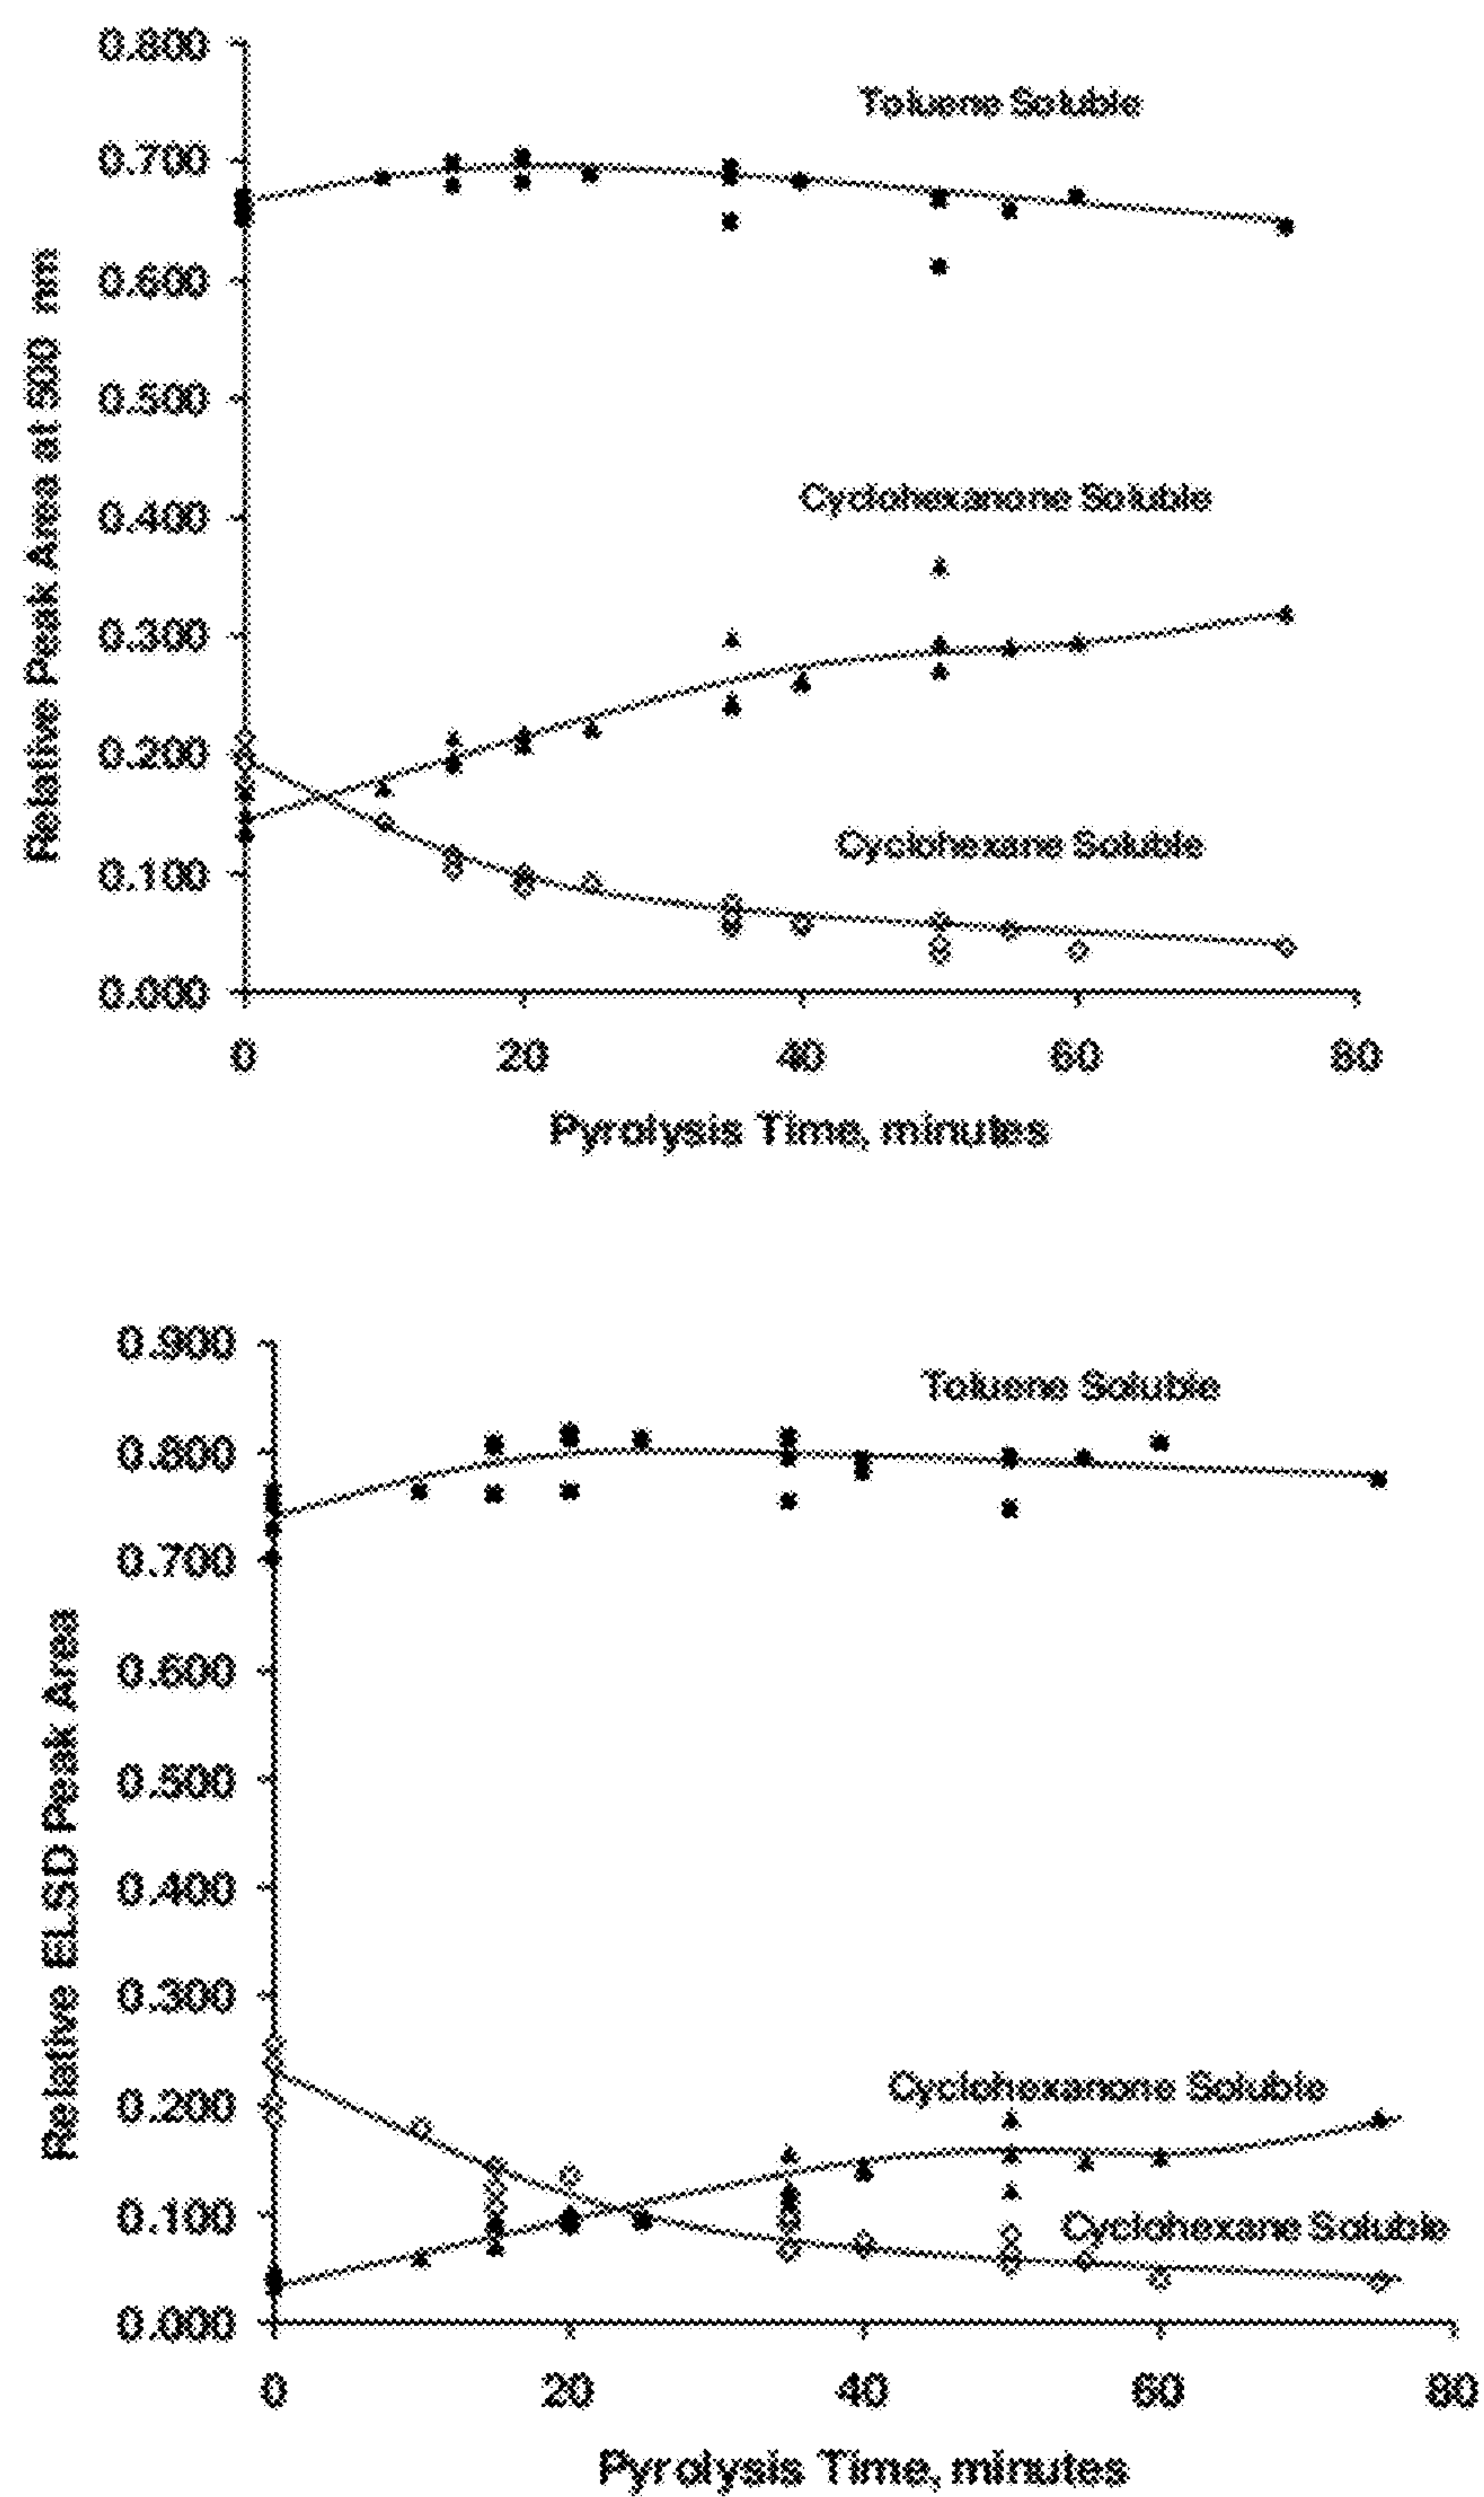 0.800
Toluene Soluble
0.700
0.600
0.500
Cyclohexanone Soluble
0.400
0.300
0.200
Cyclohexane Soluble
0.100
0.000
Relative Peak Area at 500 nm
0 20 40 60 80
Pyrolysis Time, minutes
0.900
Toluene Soluble
0.800
0.700
0.600
0.500
0.400
0.300
Cyclohexanone Soluble
0.200
0.100
Cyclohexane Soluble
0.000
Relative ELSD Peak Area
0 20 40 60 80
Pyrolysis Time, minutes